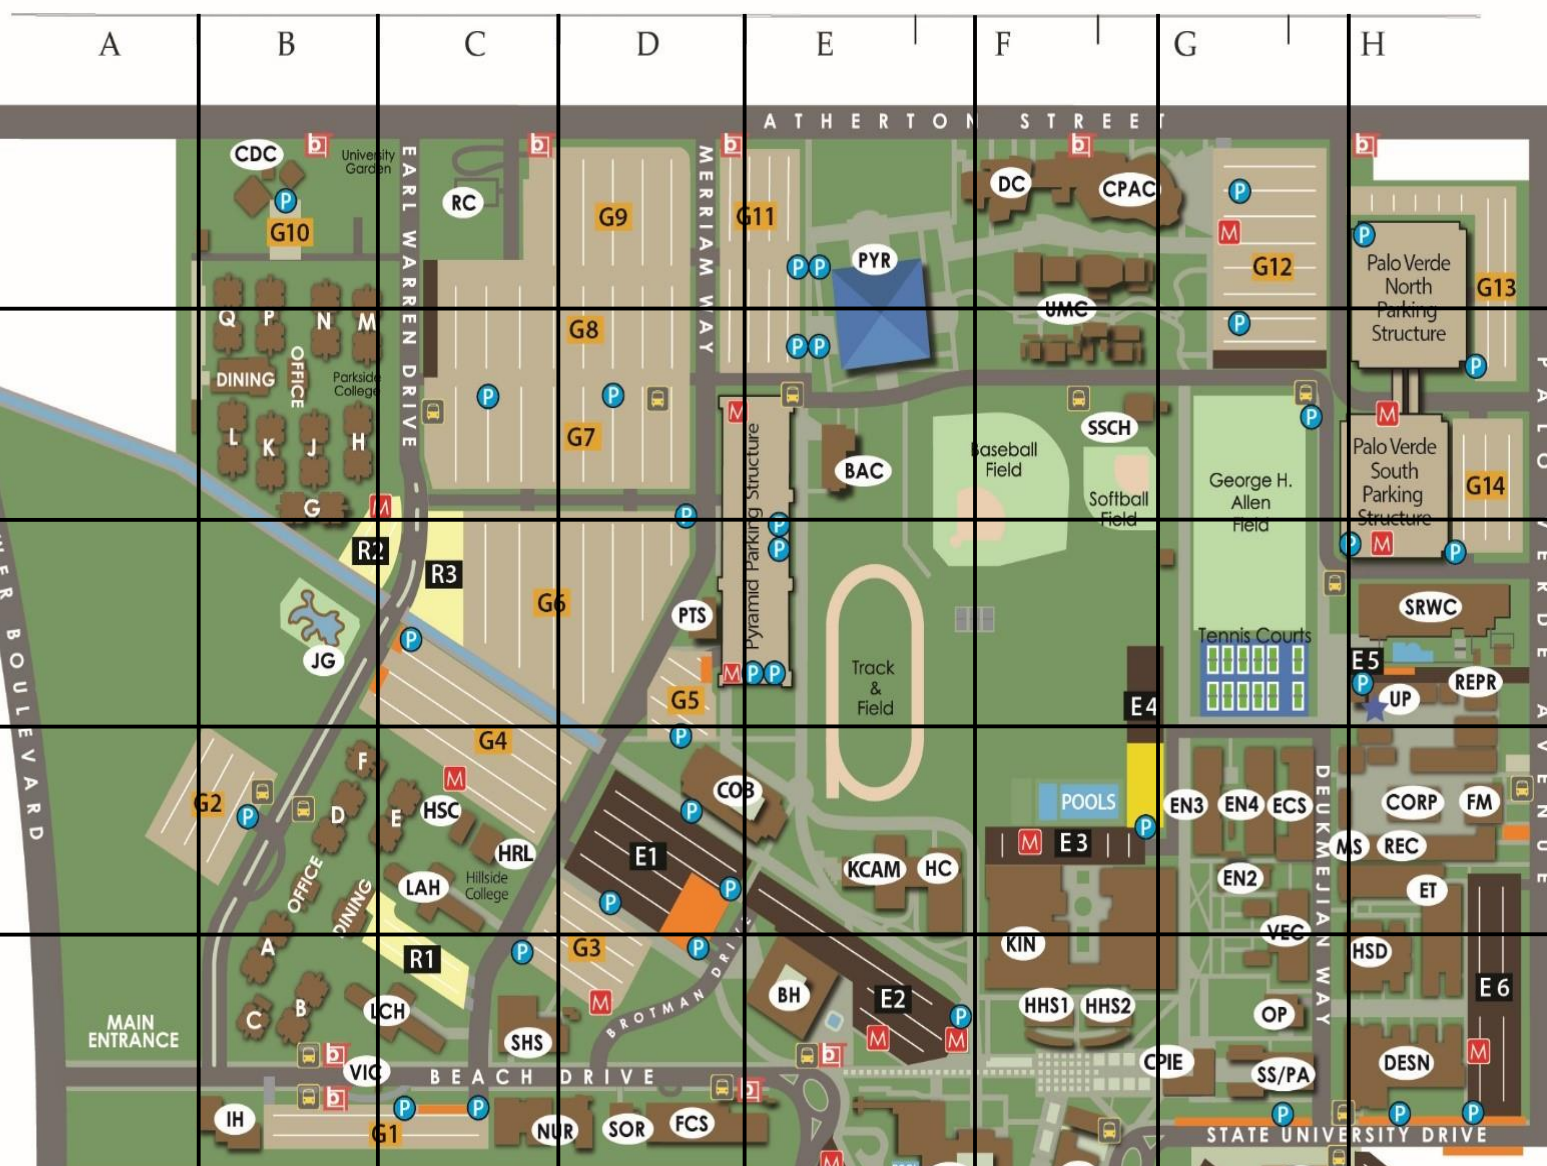 A B C D E F G H
ATHERTON STREET
CDC
University
Garden
EARL WARREN DRIVE
RC
G9
MERRIAM WAY
G11
PYR
DC
CPAC
G12
G10
UMC
Palo Verde
North
Parking
Structure
G13
Q P N M
G8
DINING
OFFICE
Parkside
College
L K J H
G
G7
Pyramid Parking Structure
BAC
Baseball
Field
SSCH
Softball
Field
George H.
Allen
Field
Palo Verde
South
Parking
Structure
G14
PALO VERDE AVENUE
R2
R3
G6
PTS
G5
JG
WER BOULEVARD
Track
&
Field
E4
Tennis Courts
SRWC
E5
UP
REPR
G4
G2
F
D
E
HSC
HRL
COB
POOLS
EN3
EN4
ECS
DEUKMEJIAN WAY
CORP
FM
MS
REC
E1
E3
KCAM
HC
EN2
ET
OFFICE
DINING
LAH
Hillside
College
A
R1
G3
BROTMAN DRIVE
KIN
VEC
HSD
B
C
LCH
SHS
BH
E2
HHS1
HHS2
OP
E6
MAIN
ENTRANCE
VIC
BEACH DRIVE
CPIE
SS/PA
DESN
IH
G1
NUR
SOR
FCS
STATE UNIVERSITY DRIVE